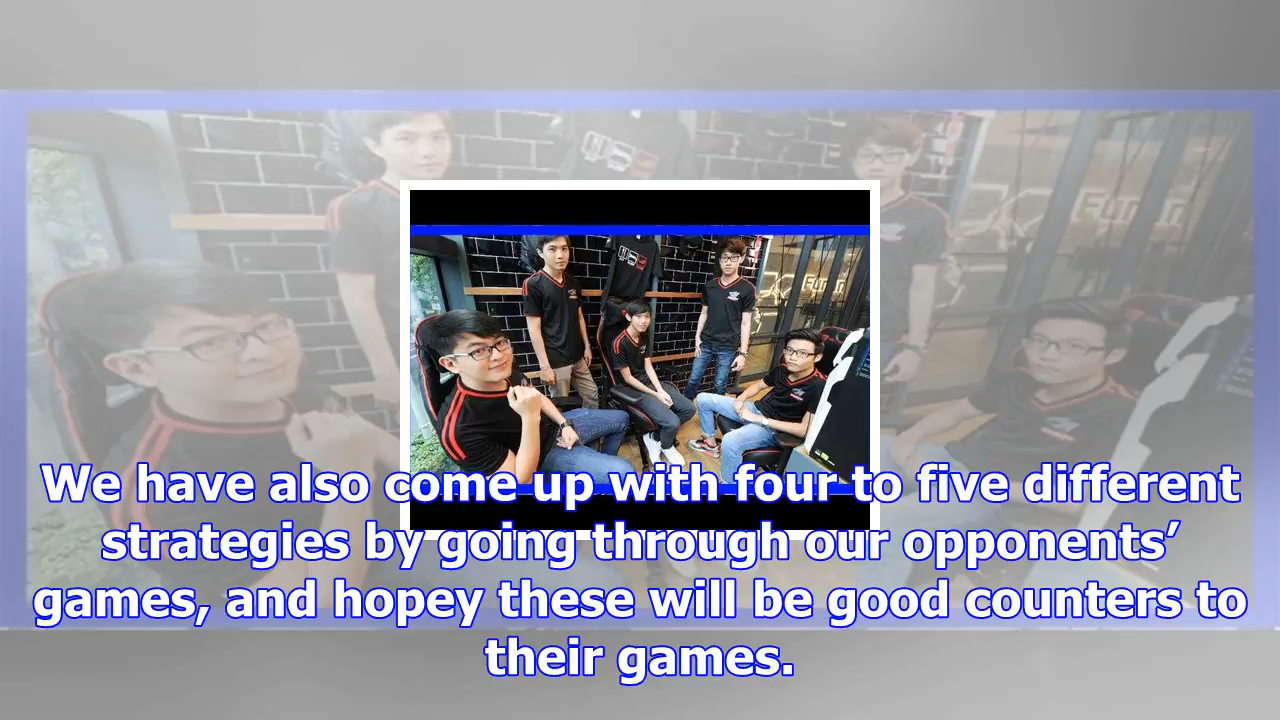 We have also come up with four to five different
strategies by going through our opponents’
games, and hopey these will be good counters to
their games.